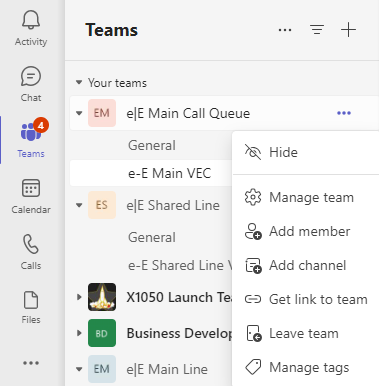 Teams
Activity
Chat
4
Teams
Calendar
Calls
Files
Your teams
EM e|E Main Call Queue
General
e-E Main VEC
ES e|E Shared Line
General
e-E Shared Line V
X1050 Launch Te
BD Business Develop
EM e|E Main Line
Hide
Manage team
Add member
Add channel
Get link to team
Leave team
Manage tags